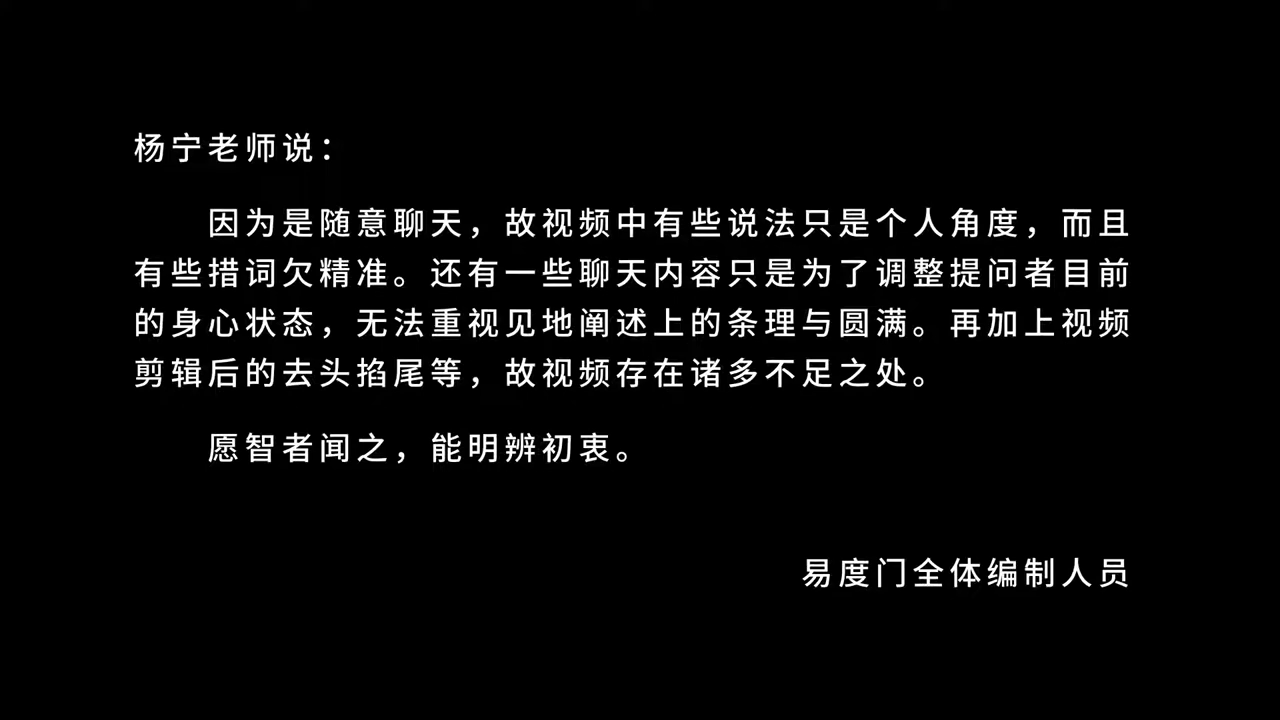 杨宁老师说：
因为是随意聊天，故视频中有些说法只是个人角度，而且
有些措词欠精准。还有一些聊天内容只是为了调整提问者目前
的身心状态，无法重视见地阐述上的条理与圆满。再加上视频
剪辑后的去头掐尾等，故视频存在诸多不足之处。
愿智者闻之，能明辨初衷。
易度门全体编制人员